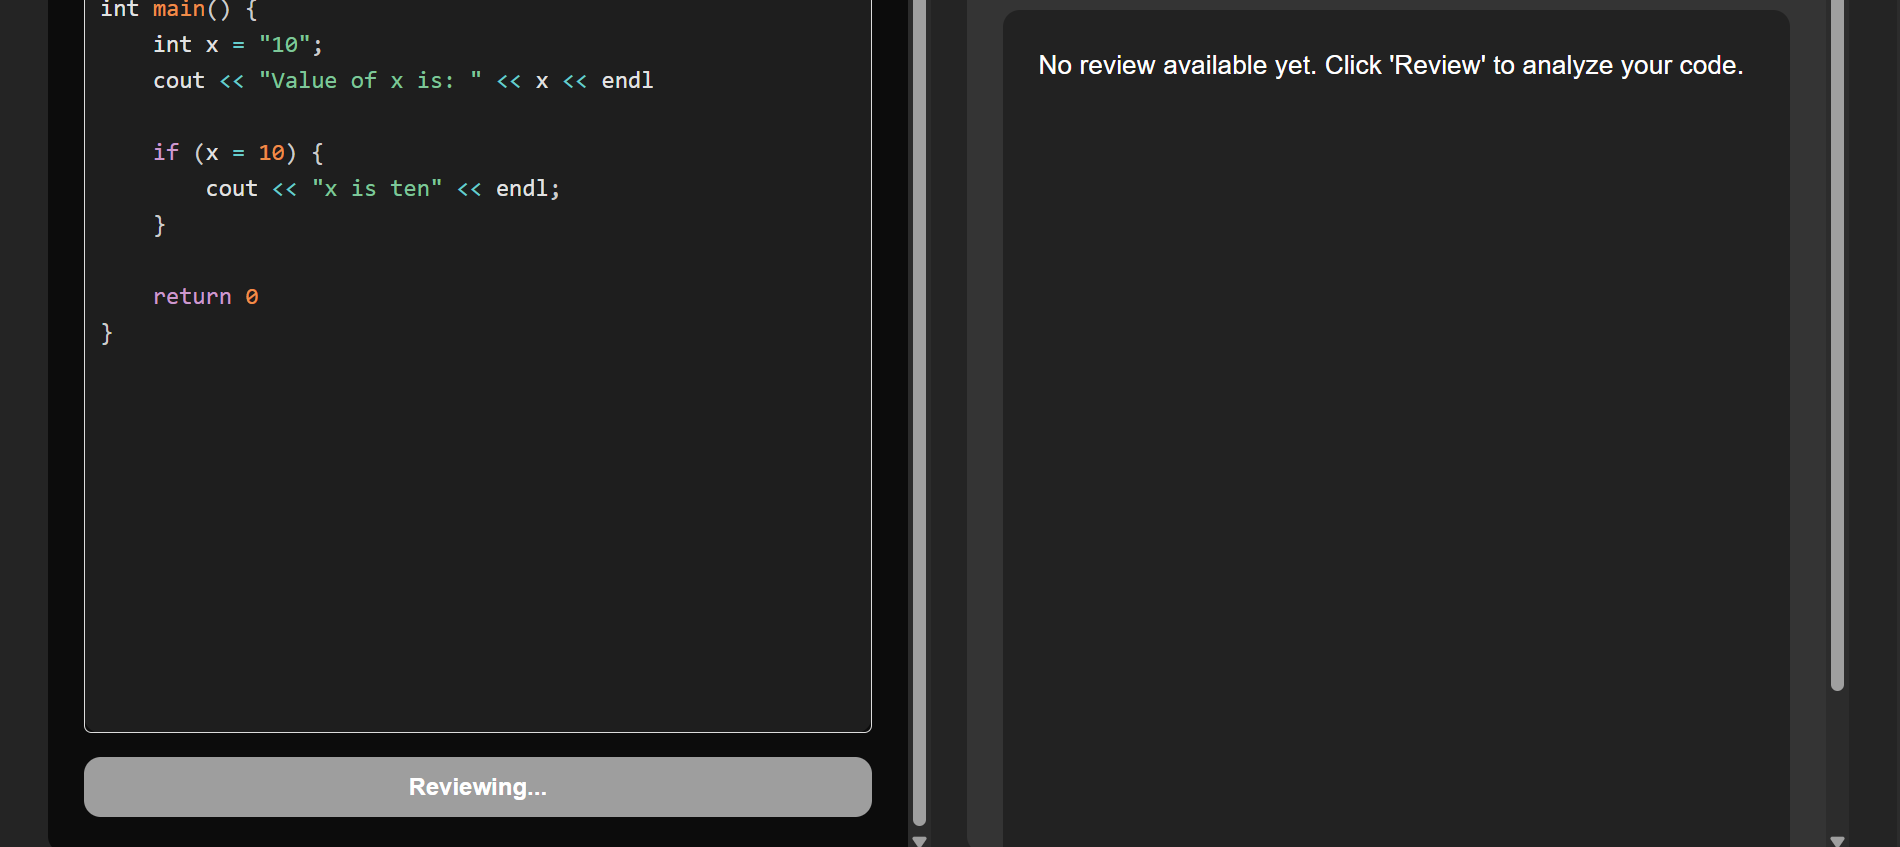 int main() {
    int x = "10";
    cout << "Value of x is: " << x << endl

    if (x = 10) {
        cout << "x is ten" << endl;
    }

    return 0
}
Reviewing...
No review available yet. Click 'Review' to analyze your code.